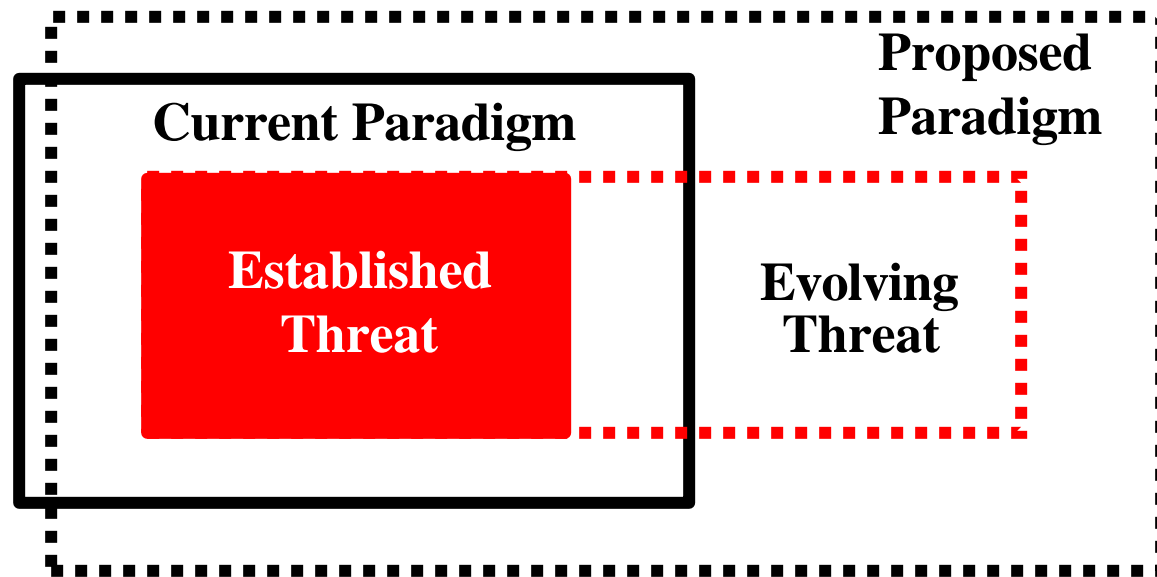 Proposed
Paradigm
Current Paradigm
Established
Threat
Evolving
Threat